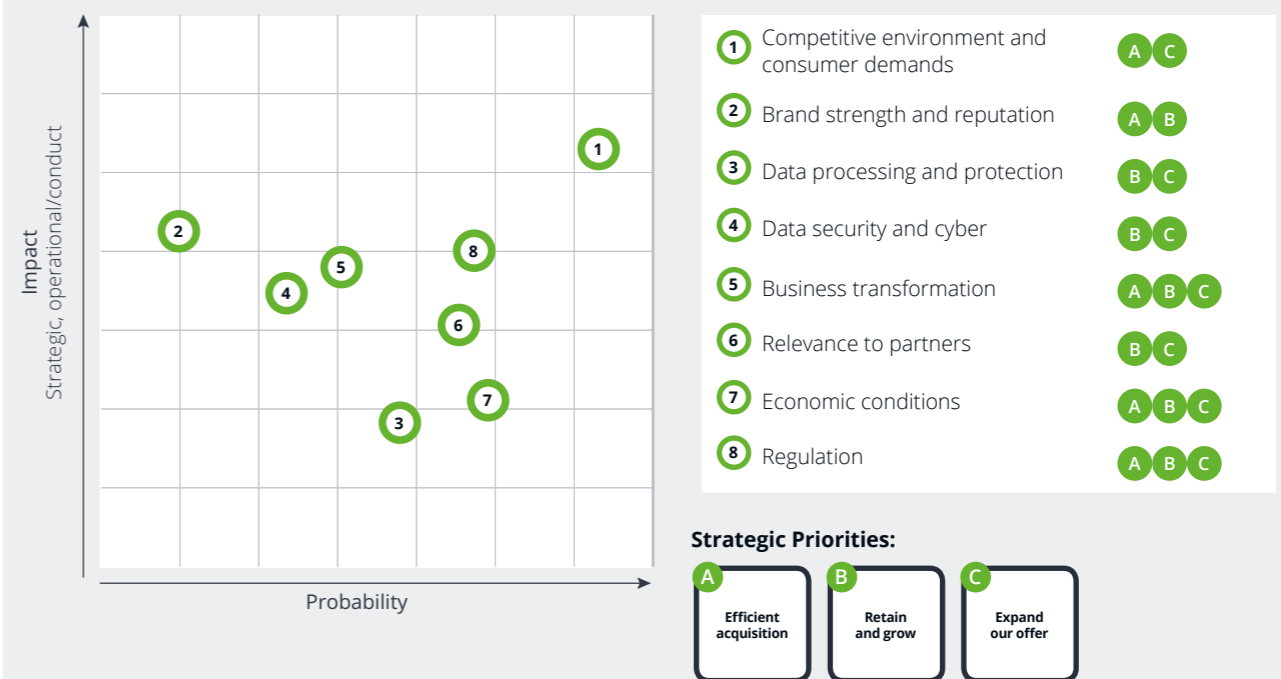 Impact
Strategic, operational/conduct
1
2
8
5
4
6
7
3
Probability
1 Competitive environment and A C
consumer demands
2 Brand strength and reputation A B
3 Data processing and protection B C
4 Data security and cyber B C
5 Business transformation A B C
6 Relevance to partners B C
7 Economic conditions A B C
8 Regulation A B C
Strategic Priorities:
A
Efficient
acquisition
B
Retain
and grow
C
Expand
our offer